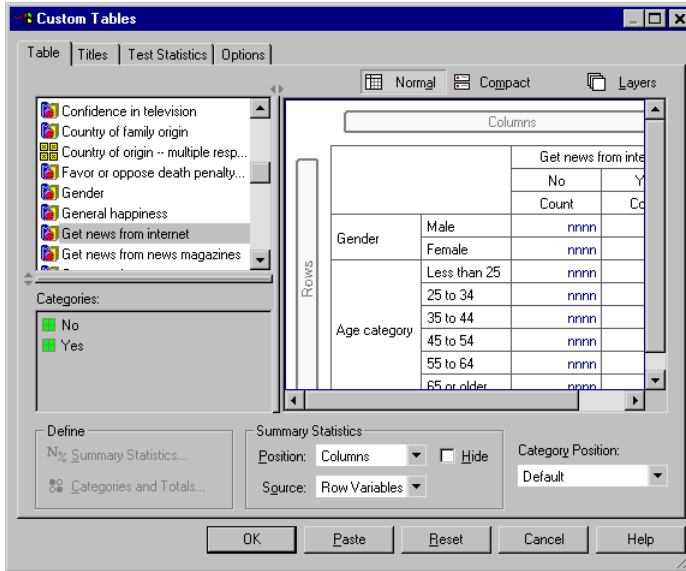 Custom Tables
Table Titles Test Statistics Options
Normal Compact Layers
Confidence in television
Country of family origin
Country of origin -- multiple resp...
Favor or oppose death penalty...
Gender
General happiness
Get news from internet
Get news from news magazines
Categories:
No
Yes
Columns
Rows
Get news from inte
No Y
Count Co
Gender Male nnnn
Female nnnn
Age category
Less than 25 nnnn
25 to 34 nnnn
35 to 44 nnnn
45 to 54 nnnn
55 to 64 nnnn
65 or older nnnn
Define
N% Summary Statistics...
Categories and Totals...
Summary Statistics
Position: Columns Hide
Source: Row Variables
Category Position:
Default
OK Paste Reset Cancel Help